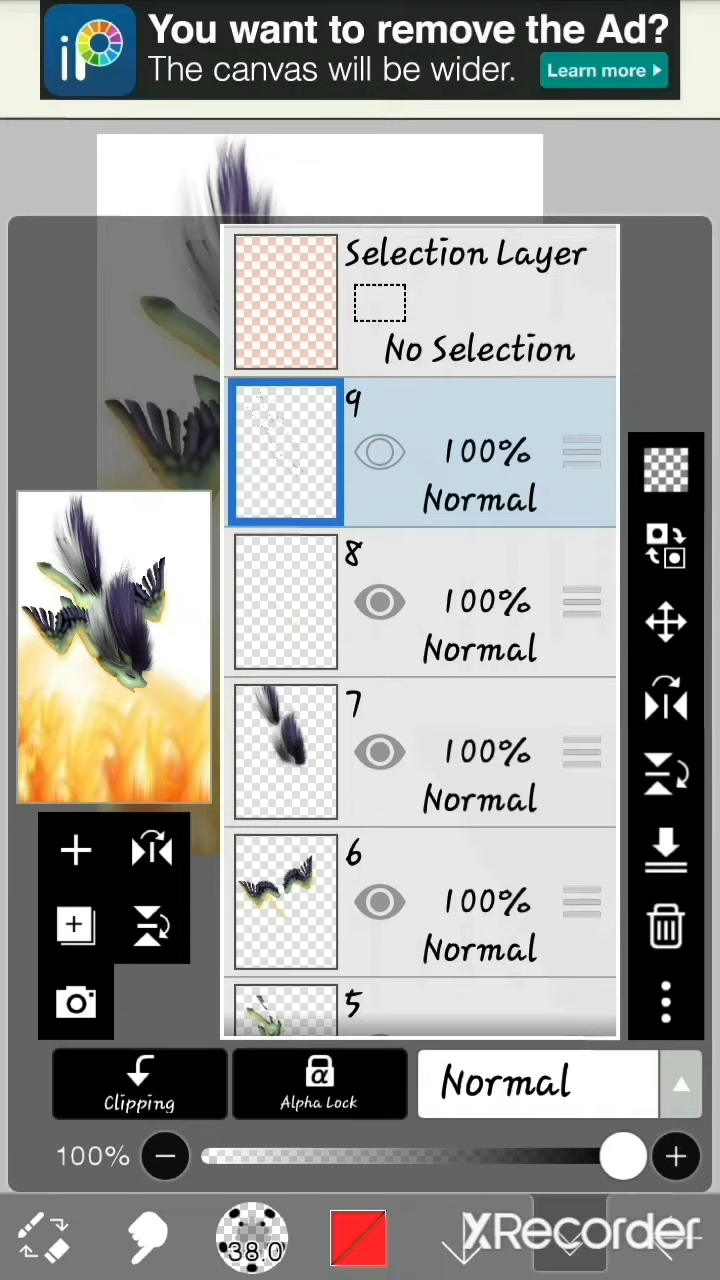 iP
You want to remove the Ad?
The canvas will be wider.
Learn more
Selection Layer
No Selection
9
100%
Normal
8
100%
Normal
7
100%
Normal
6
100%
Normal
5
Clipping
α
Alpha Lock
Normal
100%
38.0
XRecorder